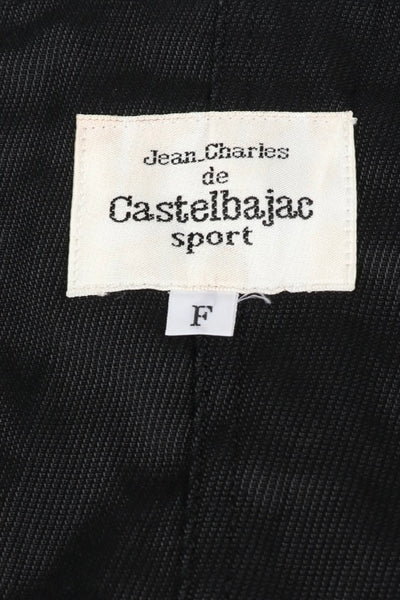 Jean_Charles
de
Castelbajac
sport
F